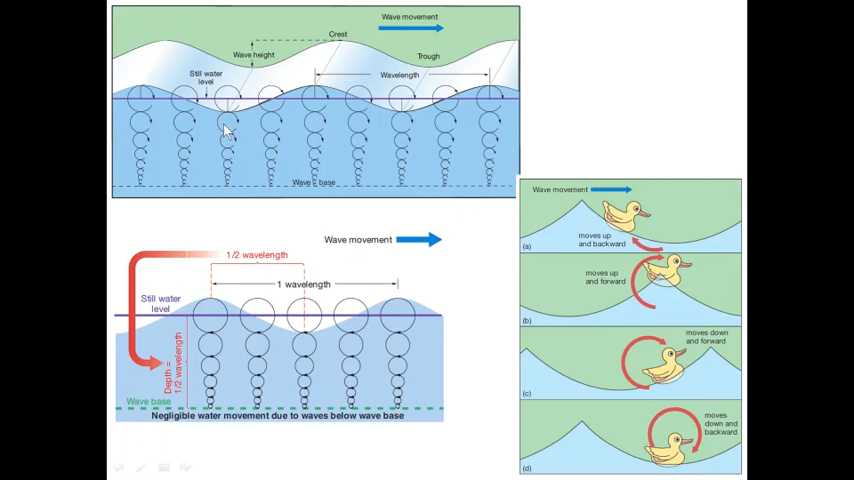 Wave movement
Crest
Wave height
Trough
Still water
level
Wavelength
Wave base
Wave movement
1/2 wavelength
1 wavelength
Still water
level
Depth =
1/2 wavelength
Wave base
Negligible water movement due to waves below wave base
Wave movement
moves up
and backward
(a)
moves up
and forward
(b)
moves down
and forward
(c)
moves
down and
backward
(d)